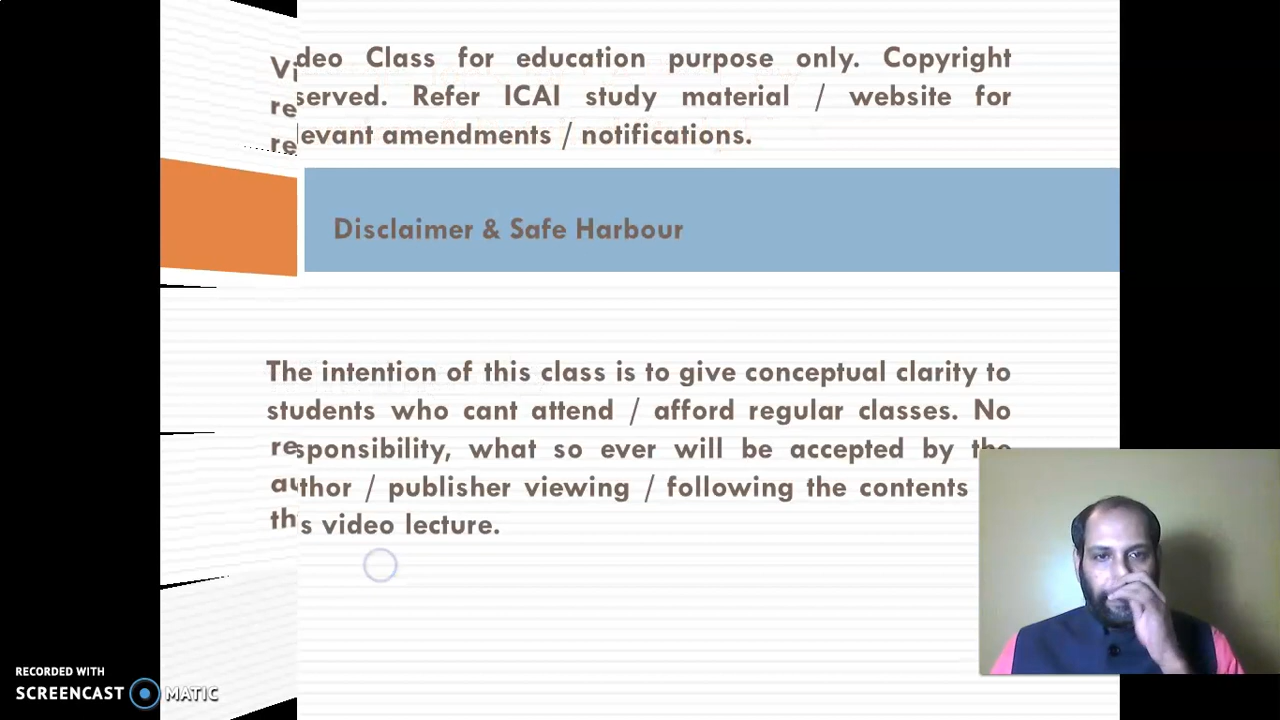 Video Class for education purpose only. Copyright
reserved. Refer ICAI study material / website for
relevant amendments / notifications.
Disclaimer & Safe Harbour
The intention of this class is to give conceptual clarity to
students who cant attend / afford regular classes. No
responsibility, what so ever will be accepted by the
author / publisher viewing / following the contents
this video lecture.
RECORDED WITH
SCREENCAST MATIC